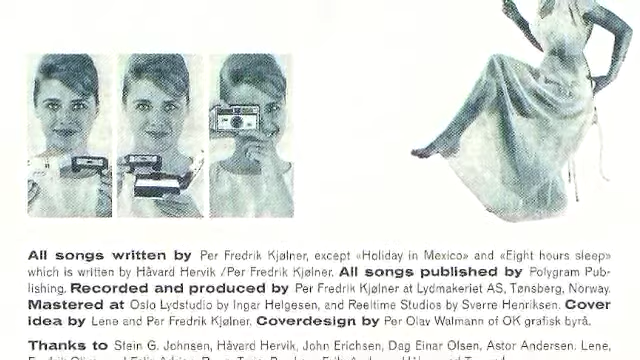 All songs written by Per Fredrik Kjølner, except «Holiday in Mexico» and «Eight hours sleep»
which is written by Håvard Hervik /Per Fredrik Kjølner. All songs published by Polygram Pub-
lishing. Recorded and produced by Per Fredrik Kjølner at Lydmakeriet AS, Tønsberg, Norway.
Mastered at Oslo Lydstudio by Ingar Helgesen, and Reeltime Studios by Sverre Henriksen. Cover
idea by Lene and Per Fredrik Kjølner. Coverdesign by Per Olav Walmann of OK grafisk byrå.
Thanks to Stein G. Johnsen, Håvard Hervik, John Erichsen, Dag Einar Olsen, Astor Andersen, Lene,